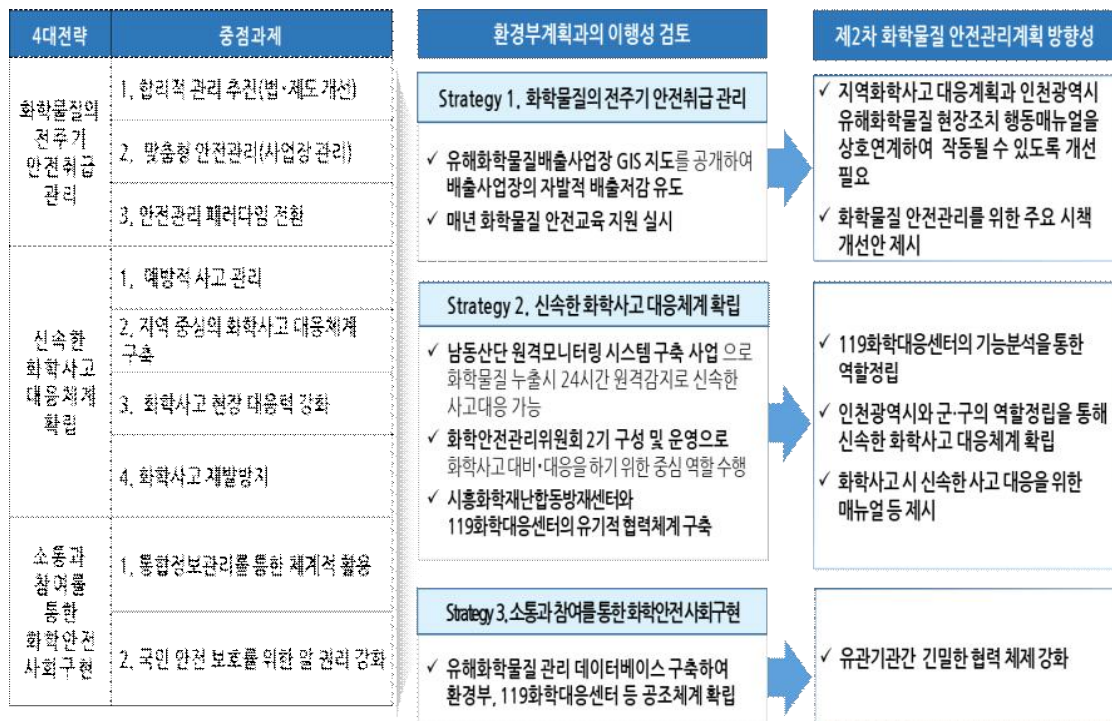 4대전략
중점과제
화학물질의
전주기
안전취급
관리
1. 합리적 관리 추진(법·제도개선)
2. 맞춤형 안전관리(사업장 관리)
3. 안전관리 패러다임 전환
신속한
화학사고
대응체계
확립
1. 예방적 사고 관리
2. 지역 중심의 화학사고 대응체계
구축
3. 화학사고 현장 대응력 강화
4. 화학사고 재발방지
소통과
참여를
통한
화학안전
사회구현
1. 통합정보관리를 통한 체계적 활용
2. 국민 안전 보호를 위한 알 권리 강화
환경부계획과의 이행성 검토
Strategy 1. 화학물질의 전주기 안전취급 관리
✓ 유해화학물질배출사업장 GIS 지도를 공개하여
배출사업장의 자발적 배출저감 유도
✓ 매년 화학물질 안전교육 지원 실시
Strategy 2. 신속한 화학사고 대응체계 확립
✓ 남동산단 원격모니터링 시스템 구축 사업 으로
화학물질 누출시 24시간 원격감지로 신속한
사고대응 가능
✓ 화학안전관리위원회 2기 구성 및 운영으로
화학사고 대비·대응을 하기 위한 중심 역할 수행
✓ 시흥화학재난합동방재센터와
119화학대응센터의 유기적 협력체계 구축
Strategy 3. 소통과 참여를 통한 화학안전 사회구현
✓ 유해화학물질 관리 데이터베이스 구축하여
환경부, 119화학대응센터 등 공조체계 확립
제2차 화학물질 안전관리계획 방향성
✓ 지역화학사고 대응계획과 인천광역시
유해화학물질 현장조치 행동매뉴얼을
상호연계하여 작동될 수 있도록 개선
필요
✓ 화학물질 안전관리를 위한 주요 시책
개선안 제시
✓ 119화학대응센터의 기능분석을 통한
역할정립
✓ 인천광역시와 군·구의 역할정립을 통해
신속한 화학사고 대응체계 확립
✓ 화학사고 시 신속한 사고 대응을 위한
매뉴얼 등 제시
✓ 유관기관간 긴밀한 협력 체제 강화